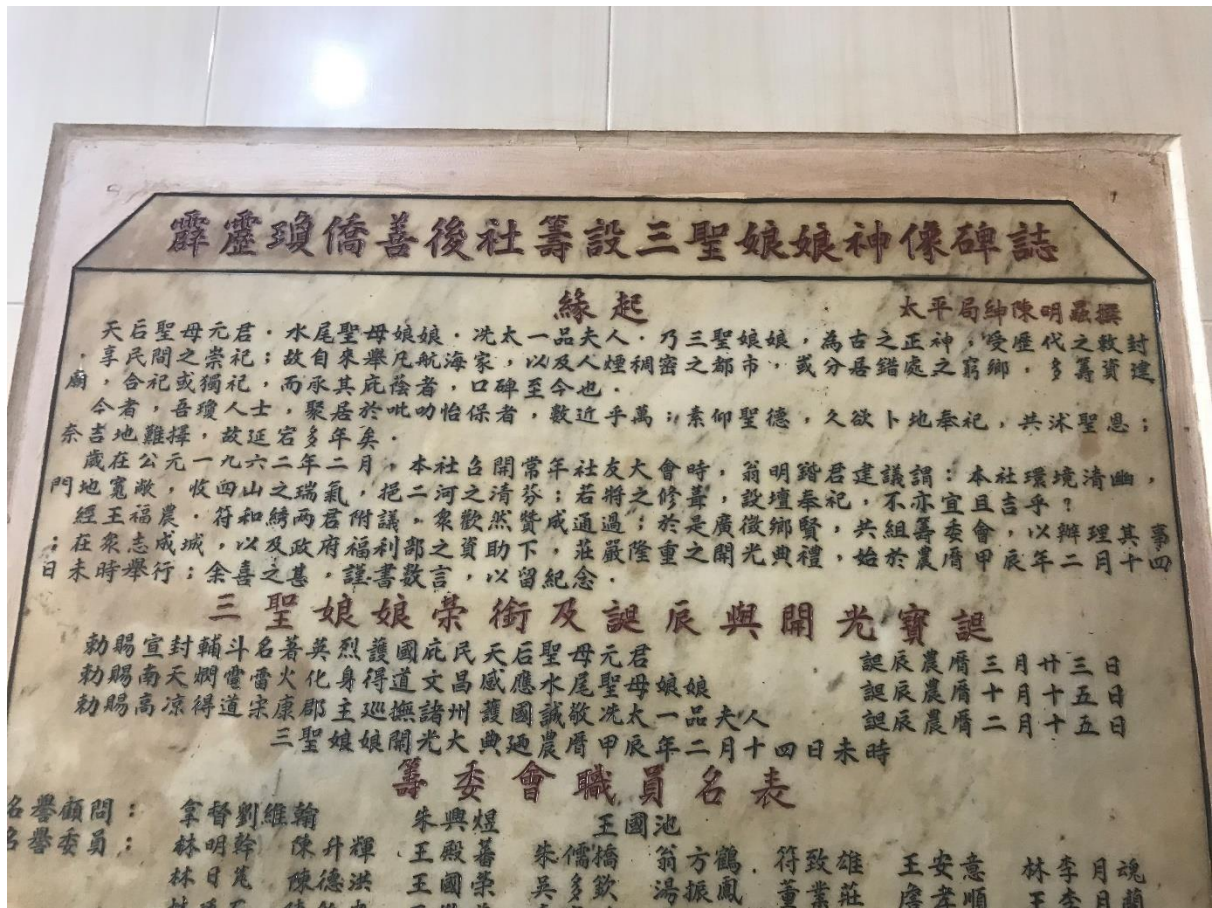 霹靂瓊僑善後社籌設三聖娘娘神像碑誌
緣起
太平局紳陳明撰
天后聖母元君．水尾聖母娘娘．冼太一品夫人．乃三聖娘娘，為古之正神，受歷代之敕封
，享民間之崇祀；故自來舉凡航海家，以及人煙稠密之都市，或分居錯處之窮鄉，多籌資建
廟，合祀或獨祀，而承其庇蔭者，口碑至今也．
今者，吾瓊人士，聚居於吡叻怡保者，數近乎萬；素仰聖德，久欲卜地奉祀，共沐聖恩；
奈吉地難擇，故延宕多年矣．
歲在公元一九六二年二月，本社召開常年社友大會時，翁明鍇君建議謂：本社環境清幽，
門地寬敞，收四山之瑞氣，挹二河之清芬；若將之修葺，設壇奉祀，不亦宜且吉乎？
經王福農．符和綉兩君附議．衆歡然贊成通過；於是廣徵鄉賢，共組籌委會，以辦理其事
；在衆志成城，以及政府福利部之資助下，莊嚴隆重之開光典禮，始於農曆甲辰年二月十四
日未時舉行；余喜之甚，謹書數言，以留紀念．
三聖娘娘榮銜及誕辰與開光寶誕
勅賜宣封輔斗名著英烈護國庇民天后聖母元君 誕辰農曆三月廿三日
勅賜南天燗電雷火化身得道文昌感應水尾聖母娘娘 誕辰農曆十月十五日
勅賜高凉得道宋康郡主廵撫諸州護國誠敬冼太一品夫人 誕辰農曆二月十五日
三聖娘娘開光大典廼農曆甲辰年二月十四日未時
籌委會職員名表
名譽顧問： 拿督劉維翰 朱興煜 王國池
名譽委員： 林明幹 陳升輝 王殿蕃 朱儒橋 翁方鶴 符致雄 王安意 林李月魂
林日 陳德洪 王國榮 吳多欽 湯振鳳 董業莊 詹孝順 王李月蘭